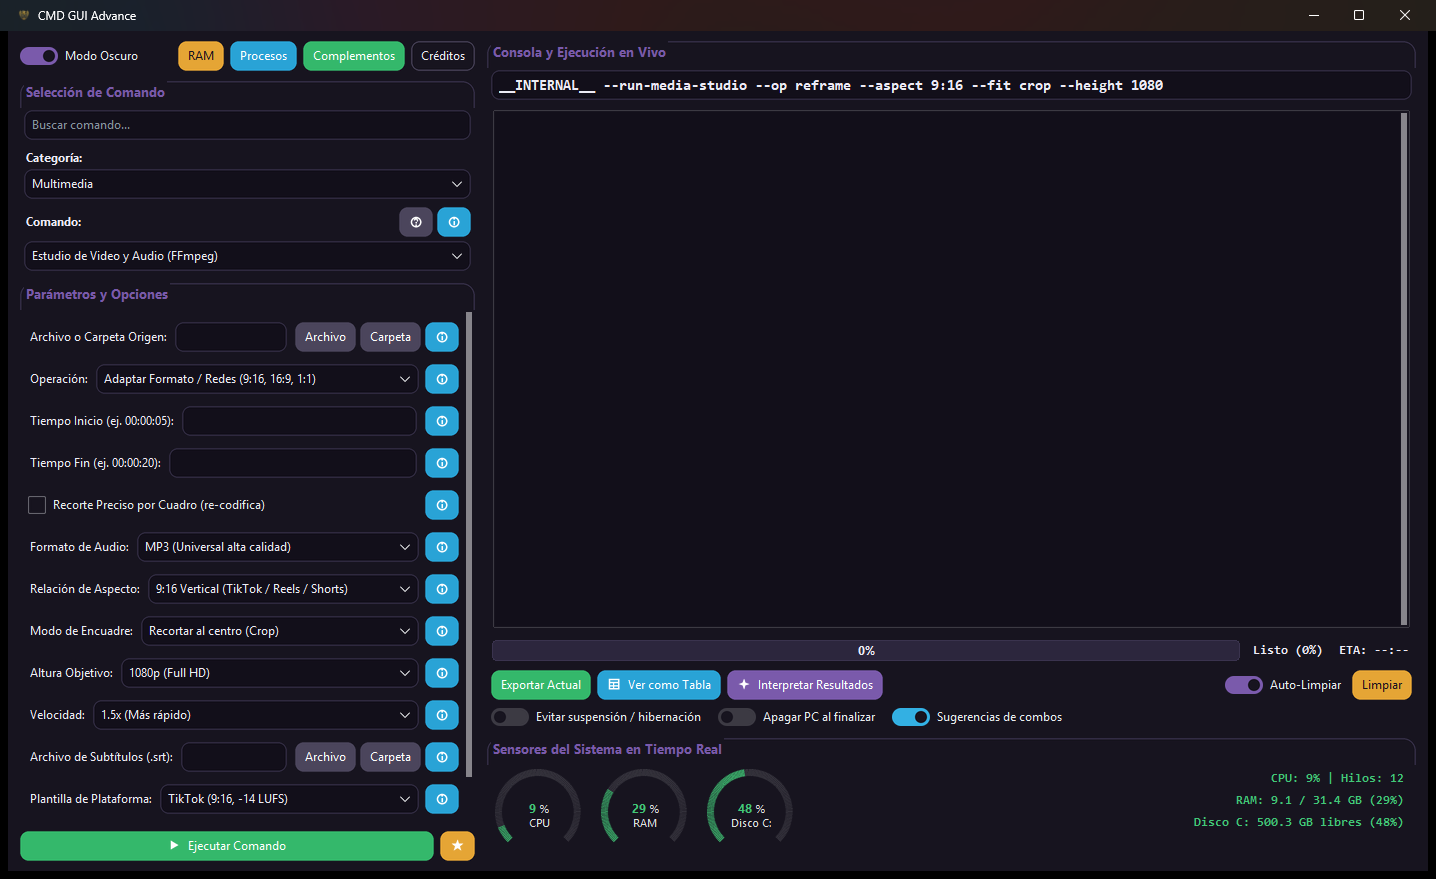 CMD GUI Advance
Modo Oscuro
RAM
Procesos
Complementos
Créditos
Selección de Comando
Buscar comando...
Categoría:
Multimedia
Comando:
Estudio de Video y Audio (FFmpeg)
Parámetros y Opciones
Archivo o Carpeta Origen:
Archivo
Carpeta
Operación:
Adaptar Formato / Redes (9:16, 16:9, 1:1)
Tiempo Inicio (ej. 00:00:05):
Tiempo Fin (ej. 00:00:20):
Recorte Preciso por Cuadro (re-codifica)
Formato de Audio:
MP3 (Universal alta calidad)
Relación de Aspecto:
9:16 Vertical (TikTok / Reels / Shorts)
Modo de Encuadre:
Recortar al centro (Crop)
Altura Objetivo:
1080p (Full HD)
Velocidad:
1.5x (Más rápido)
Archivo de Subtítulos (.srt):
Archivo
Carpeta
Plantilla de Plataforma:
TikTok (9:16, -14 LUFS)
Ejecutar Comando
Consola y Ejecución en Vivo
__INTERNAL__ --run-media-studio --op reframe --aspect 9:16 --fit crop --height 1080
0%
Listo (0%)
ETA: --:--
Exportar Actual
Ver como Tabla
Interpretar Resultados
Auto-Limpiar
Limpiar
Evitar suspensión / hibernación
Apagar PC al finalizar
Sugerencias de combos
Sensores del Sistema en Tiempo Real
9 %
CPU
29 %
RAM
48 %
Disco C:
CPU: 9% | Hilos: 12
RAM: 9.1 / 31.4 GB (29%)
Disco C: 500.3 GB libres (48%)